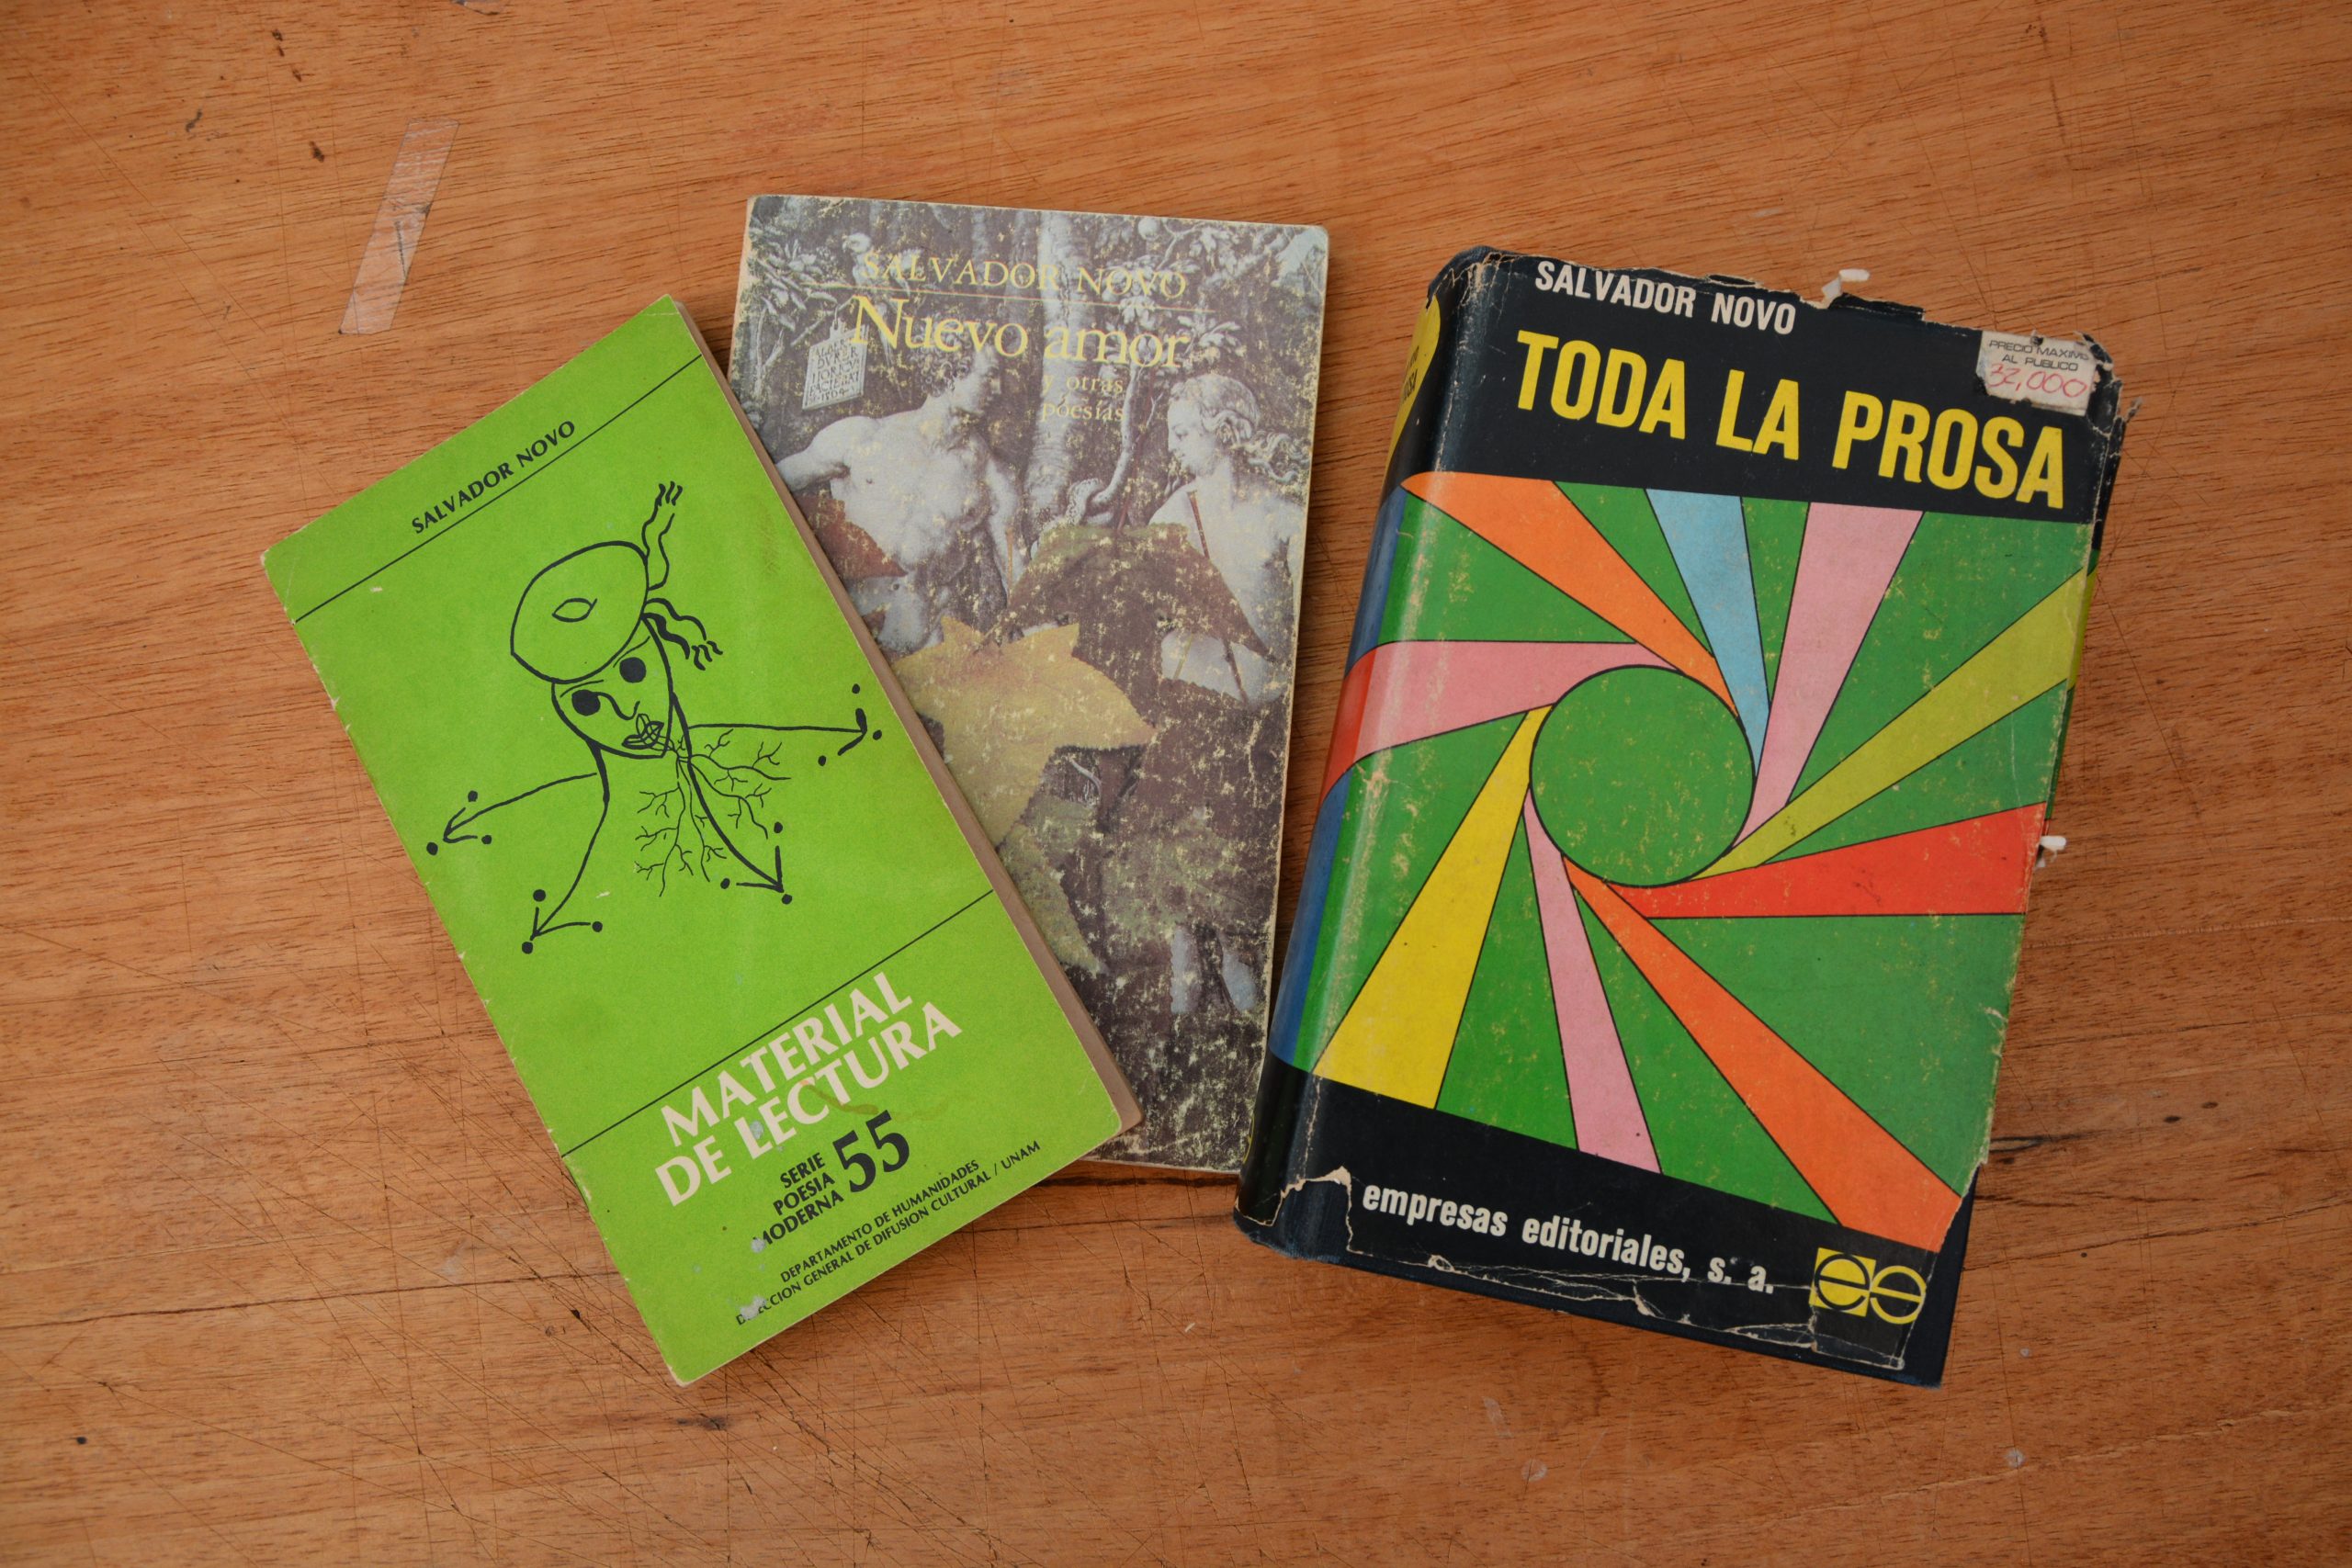 SALVADOR NOVO
MATERIAL
DE LECTURA
SERIE
POESIA
MODERNA 55
DEPARTAMENTO DE HUMANIDADES
DIRECCION GENERAL DE DIFUSION CULTURAL / UNAM
SALVADOR NOVO
Nuevo amor
y otras
poesías
SALVADOR NOVO
TODA LA PROSA
PRECIO MAXIMO
AL PUBLICO
32,000
empresas editoriales, s. a.
ee